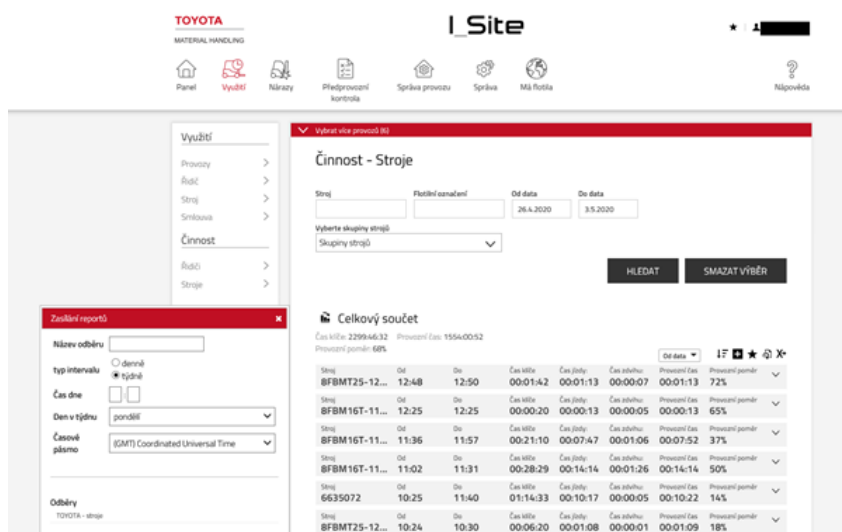 TOYOTA
MATERIAL HANDLING
I_Site
Panel
Využití
Nárazy
Předprovozní kontrola
Správa provozu
Správa
Má flotila
Nápověda
Využití
Provozy
Řidič
Stroj
Smlouva
Činnost
Řidiči
Stroje
Vybrat více provozů (6)
Činnost - Stroje
Stroj Flotilní označení Od data Do data
26.4.2020 3.5.2020
Vyberte skupiny strojů
Skupiny strojů
HLEDAT SMAZAT VÝBĚR
Celkový součet
Čas klíče: 2299:46:32 Provozní čas: 1554:00:52
Provozní poměr: 68%
Od data
Stroj Od Do Čas klíče Čas jízdy: Čas zdvihu: Provozní čas Provozní poměr
8FBMT25-12... 12:48 12:50 00:01:42 00:01:13 00:00:07 00:01:13 72%
Stroj Od Do Čas klíče Čas jízdy: Čas zdvihu: Provozní čas Provozní poměr
8FBM16T-11... 12:25 12:25 00:00:20 00:00:13 00:00:05 00:00:13 65%
Stroj Od Do Čas klíče Čas jízdy: Čas zdvihu: Provozní čas Provozní poměr
8FBM16T-11... 11:36 11:57 00:21:10 00:07:47 00:01:06 00:07:52 37%
Stroj Od Do Čas klíče Čas jízdy: Čas zdvihu: Provozní čas Provozní poměr
8FBM16T-11... 11:02 11:31 00:28:29 00:14:14 00:01:26 00:14:14 50%
Stroj Od Do Čas klíče Čas jízdy: Čas zdvihu: Provozní čas Provozní poměr
6635072 10:25 11:40 01:14:33 00:10:17 00:00:05 00:10:22 14%
Stroj Od Do Čas klíče Čas jízdy: Čas zdvihu: Provozní čas Provozní poměr
8FBMT25-12... 10:24 10:30 00:06:20 00:01:08 00:00:01 00:01:09 18%
Zasílání reportů
Název odběru
typ intervalu
denně
týdně
Čas dne :
Den v týdnu pondělí
Časové pásmo (GMT) Coordinated Universal Time
Odběry
TOYOTA - stroje